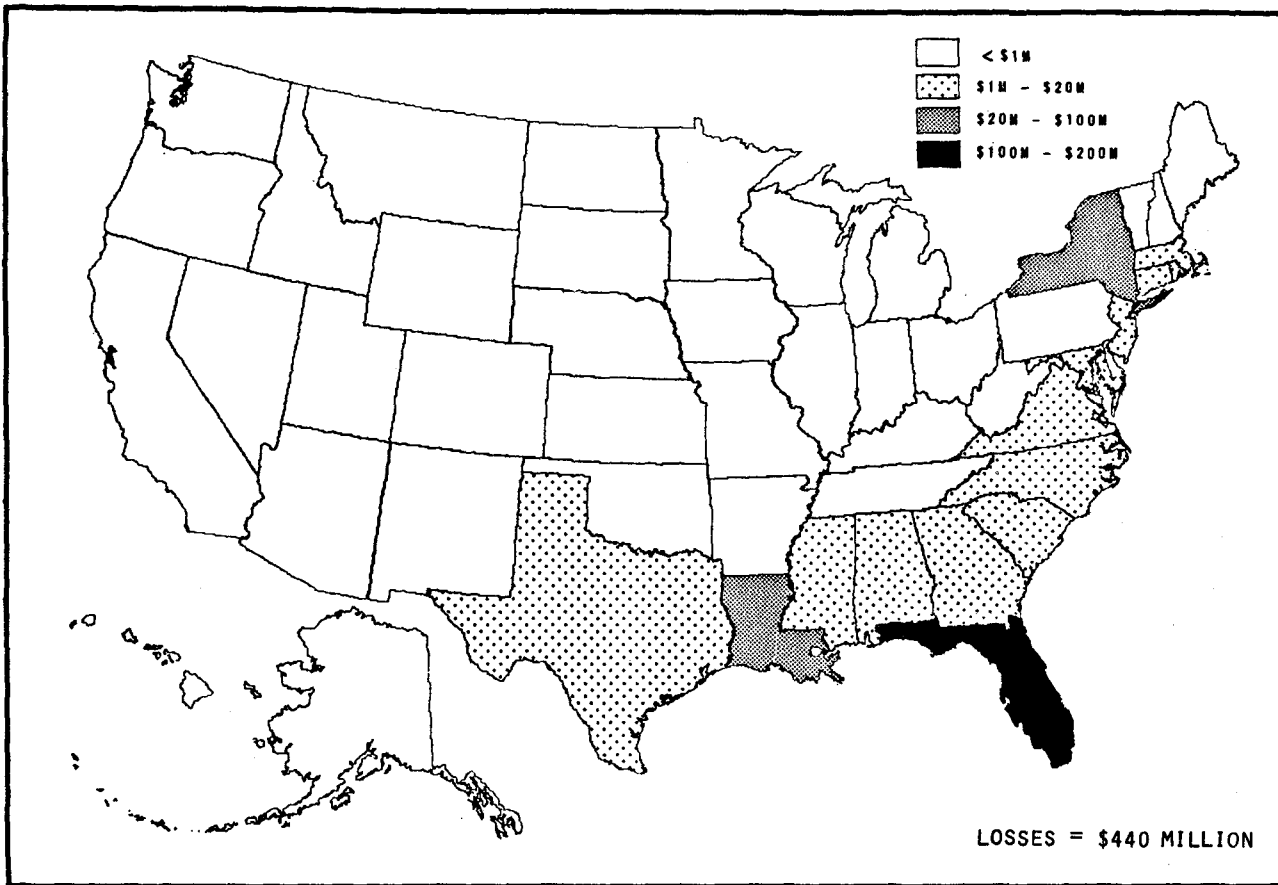 < $1M
$1M - $20M
$20M - $100M
$100M - $200M
LOSSES = $440 MILLION